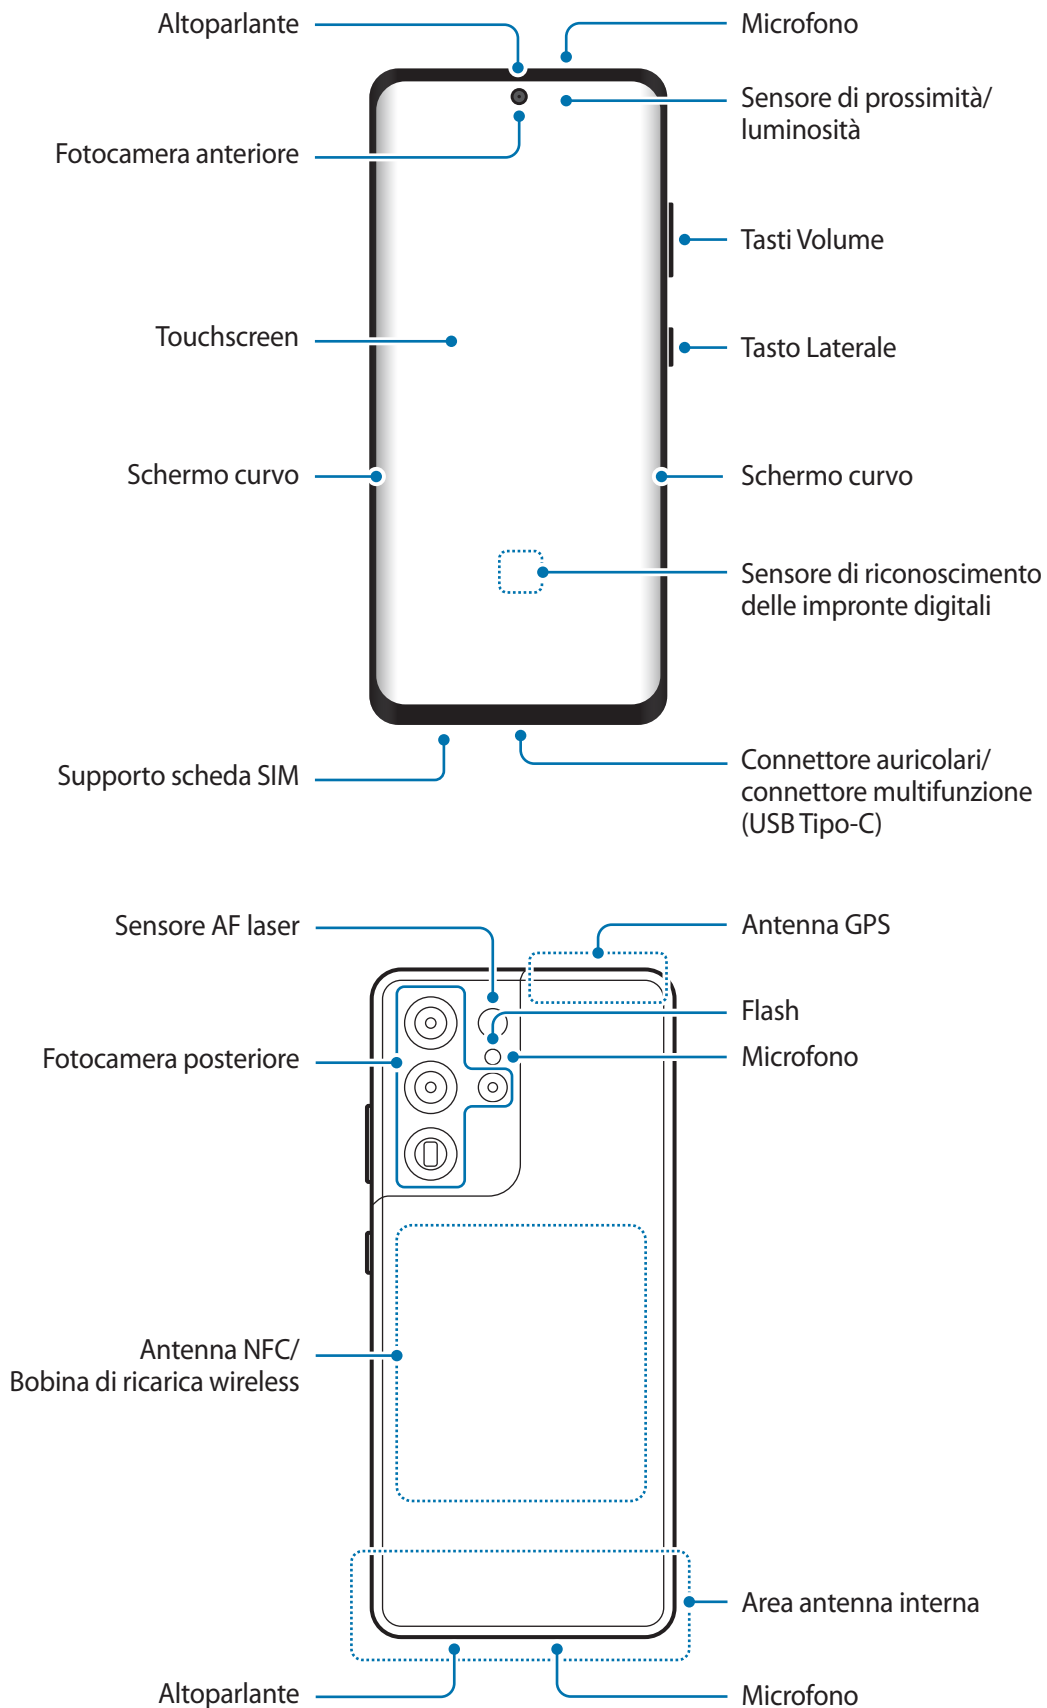 Altoparlante
Microfono
Sensore di prossimità/
luminosità
Fotocamera anteriore
Tasti Volume
Touchscreen
Tasto Laterale
Schermo curvo
Schermo curvo
Sensore di riconoscimento
delle impronte digitali
Supporto scheda SIM
Connettore auricolari/
connettore multifunzione
(USB Tipo-C)
Sensore AF laser
Antenna GPS
Flash
Fotocamera posteriore
Microfono
Antenna NFC/
Bobina di ricarica wireless
Area antenna interna
Altoparlante
Microfono